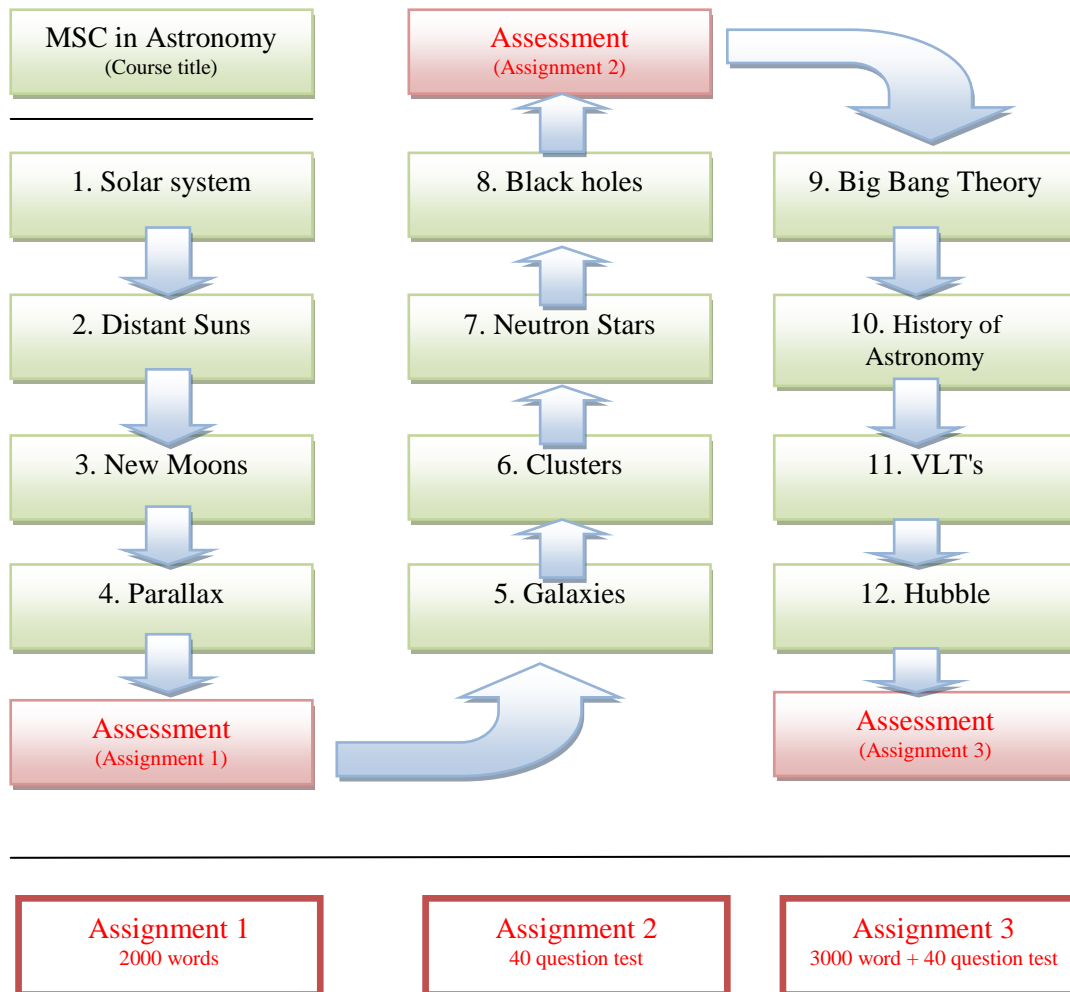 MSC in Astronomy
(Course title)
1. Solar system
2. Distant Suns
3. New Moons
4. Parallax
Assessment
(Assignment 1)
5. Galaxies
6. Clusters
7. Neutron Stars
8. Black holes
Assessment
(Assignment 2)
9. Big Bang Theory
10. History of
Astronomy
11. VLT's
12. Hubble
Assessment
(Assignment 3)
Assignment 1
2000 words
Assignment 2
40 question test
Assignment 3
3000 word + 40 question test